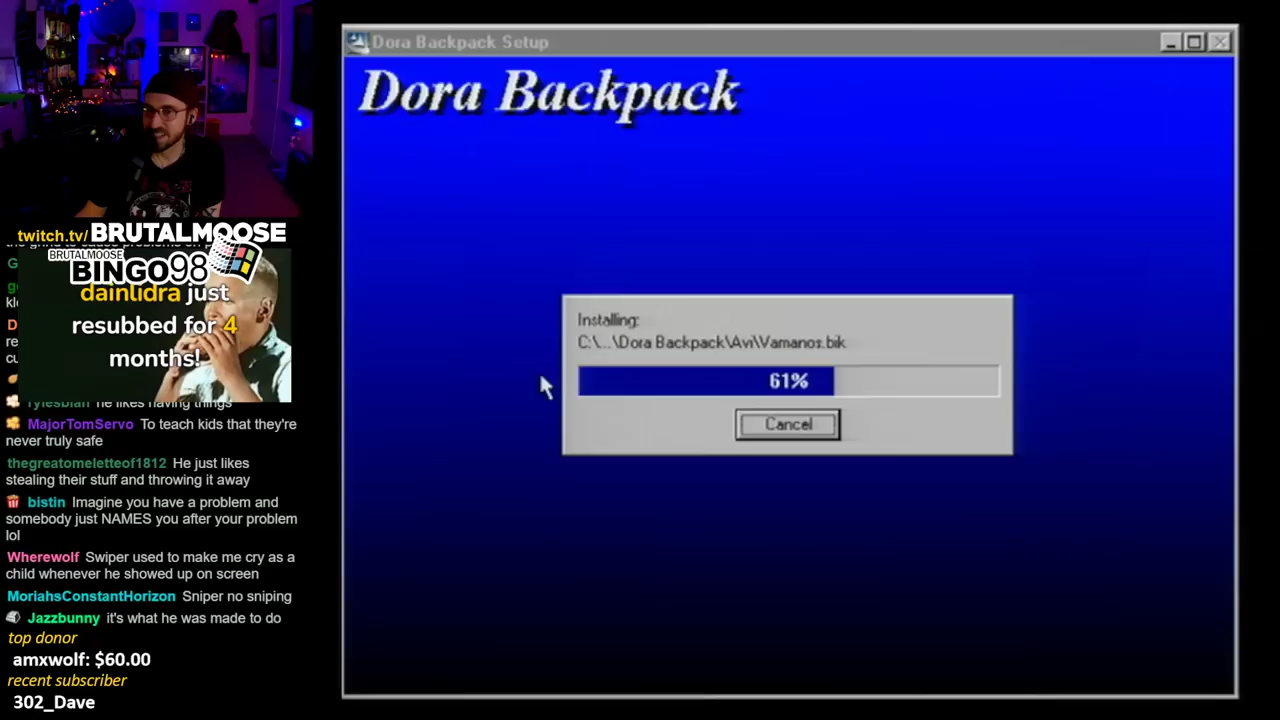 Dora Backpack Setup
Dora Backpack
Installing:
C:\...\Dora Backpack\Avi\Vamanos.bik
61%
Cancel
twitch.tv/BRUTALMOOSE
BRUTALMOOSE
BINGO98
dainlidra just
resubbed for 4
months!
rylesbian he likes having things
MajorTomServo To teach kids that they're
never truly safe
thegreatomeletteof1812 He just likes
stealing their stuff and throwing it away
bistin Imagine you have a problem and
somebody just NAMES you after your problem
lol
Wherewolf Swiper used to make me cry as a
child whenever he showed up on screen
MoriahsConstantHorizon Sniper no sniping
Jazzbunny it's what he was made to do
top donor
amxwolf: $60.00
recent subscriber
302_Dave